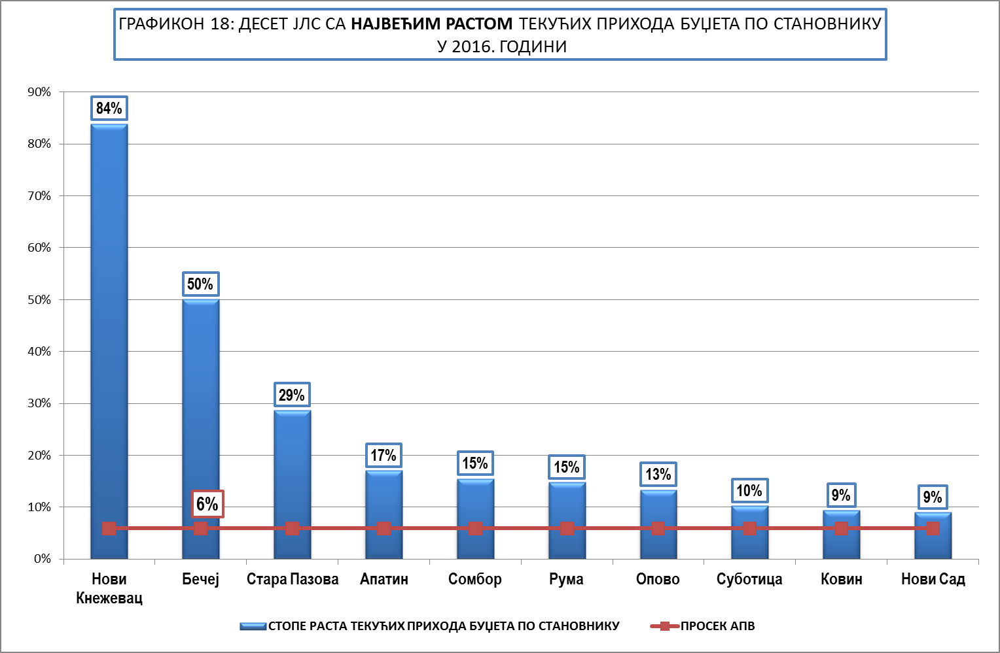 ГРАФИКОН 18: ДЕСЕТ ЈЛС СА НАЈВЕЋИМ РАСТОМ ТЕКУЋИХ ПРИХОДА БУЏЕТА ПО СТАНОВНИКУ
У 2016. ГОДИНИ
90%
80%
70%
60%
50%
40%
30%
20%
10%
0%
84%
50%
29%
17%
15%
15%
13%
10%
9%
9%
6%
Нови
Кнежевац
Бечеј
Стара Пазова
Апатин
Сомбор
Рума
Опово
Суботица
Ковин
Нови Сад
СТОПЕ РАСТА ТЕКУЋИХ ПРИХОДА БУЏЕТА ПО СТАНОВНИКУ
ПРОСЕК АПВ